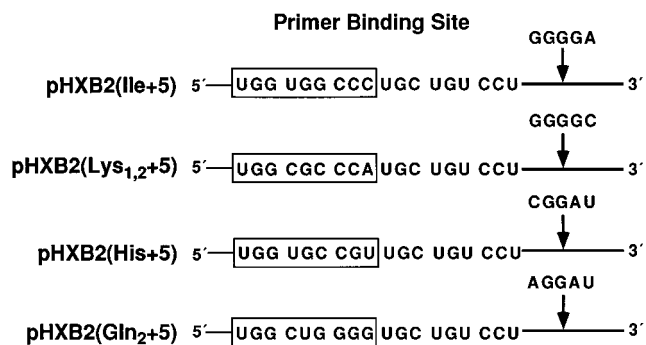 Primer Binding Site
GGGGA
pHXB2(Ile+5) 5´ UGG UGG CCC UGC UGU CCU 3´
GGGGC
pHXB2(Lys1,2+5) 5´ UGG CGC CCA UGC UGU CCU 3´
CGGAU
pHXB2(His+5) 5´ UGG UGC CGU UGC UGU CCU 3´
AGGAU
pHXB2(Gln2+5) 5´ UGG CUG GGG UGC UGU CCU 3´